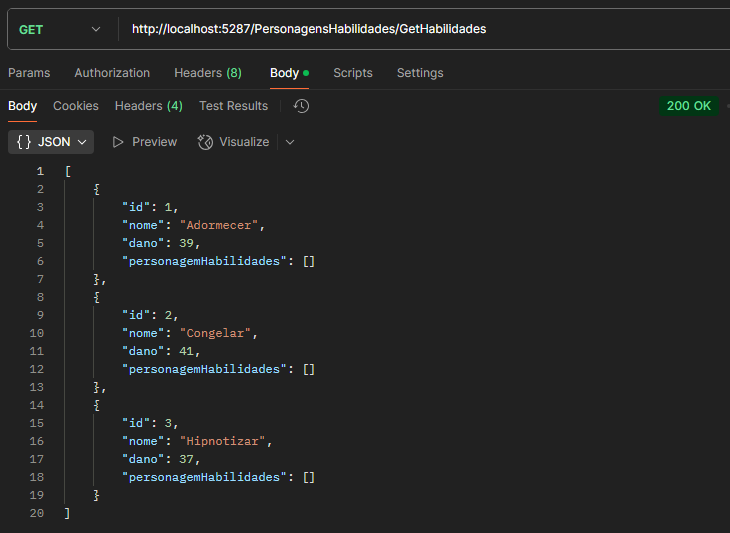 GET http://localhost:5287/PersonagensHabilidades/GetHabilidades
Params Authorization Headers (8) Body Scripts Settings
Body Cookies Headers (4) Test Results 200 OK
{} JSON Preview Visualize
1 [
2 {
3 "id": 1,
4 "nome": "Adormecer",
5 "dano": 39,
6 "personagemHabilidades": []
7 },
8 {
9 "id": 2,
10 "nome": "Congelar",
11 "dano": 41,
12 "personagemHabilidades": []
13 },
14 {
15 "id": 3,
16 "nome": "Hipnotizar",
17 "dano": 37,
18 "personagemHabilidades": []
19 }
20 ]